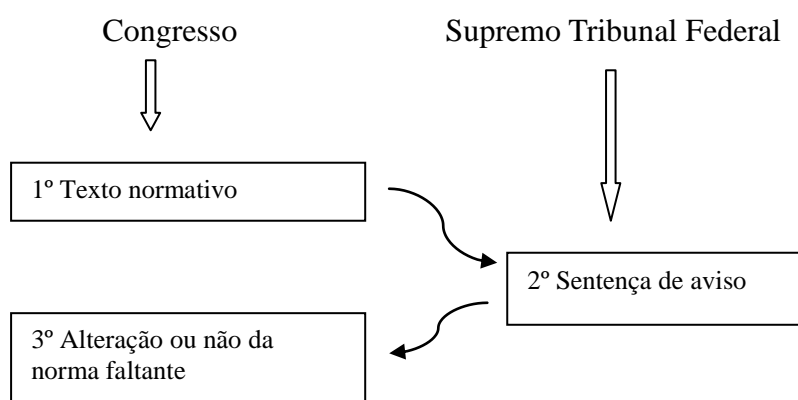 Congresso
Supremo Tribunal Federal
1º Texto normativo
2º Sentença de aviso
3º Alteração ou não da
norma faltante